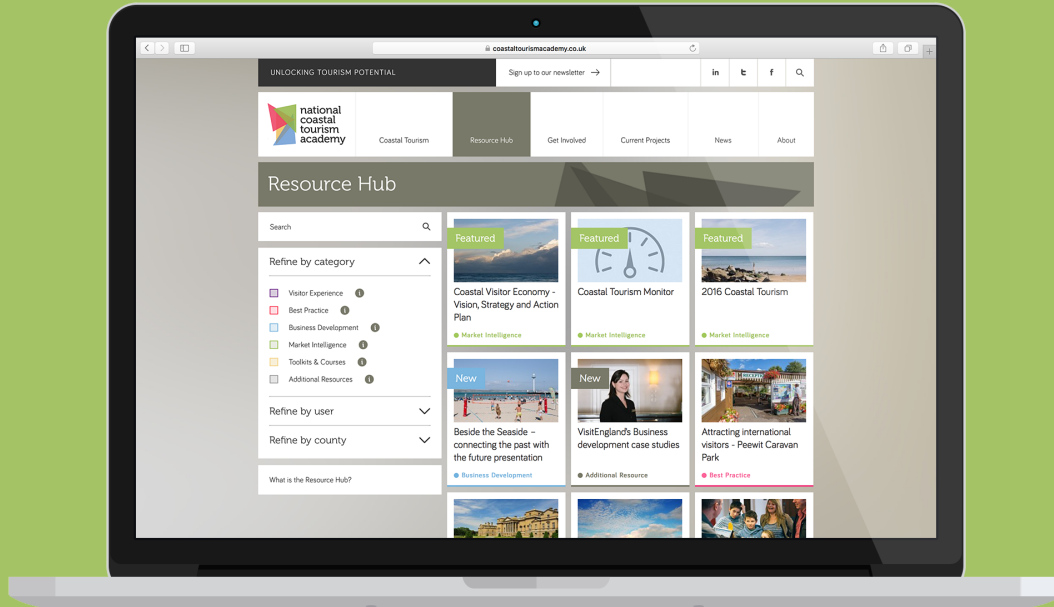 coastaltourismacademy.co.uk
UNLOCKING TOURISM POTENTIAL
Sign up to our newsletter →
in t f
national
coastal
tourism
academy
Coastal Tourism
Resource Hub
Get Involved
Current Projects
News
About
Resource Hub
Search
Refine by category
Visitor Experience i
Best Practice i
Business Development i
Market Intelligence i
Toolkits & Courses i
Additional Resources i
Refine by user
Refine by county
What is the Resource Hub?
Featured
Coastal Visitor Economy -
Vision, Strategy and Action
Plan
Market Intelligence
Featured
Coastal Tourism Monitor
Market Intelligence
Featured
2016 Coastal Tourism
Market Intelligence
New
Beside the Seaside –
connecting the past with
the future presentation
Business Development
New
VisitEngland's Business
development case studies
Additional Resource
RECEPTION
Attracting international
visitors - Peewit Caravan
Park
Best Practice